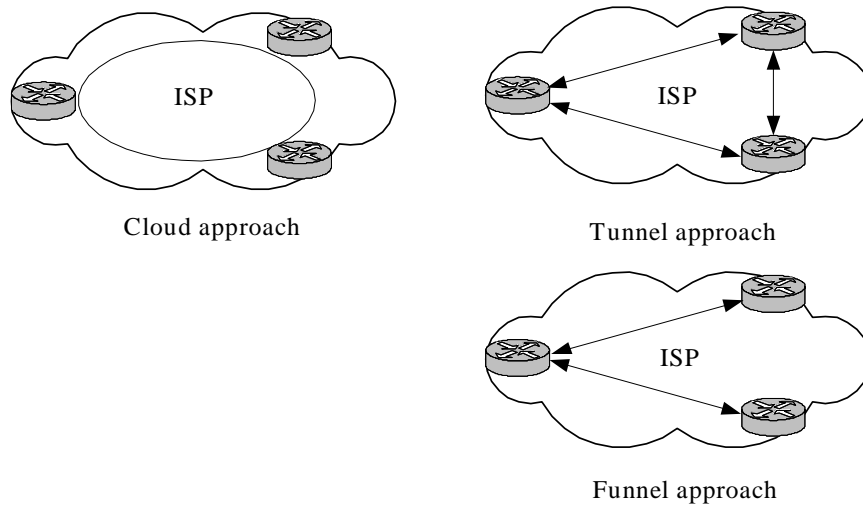 ISP
ISP
Cloud approach
Tunnel approach
ISP
Funnel approach